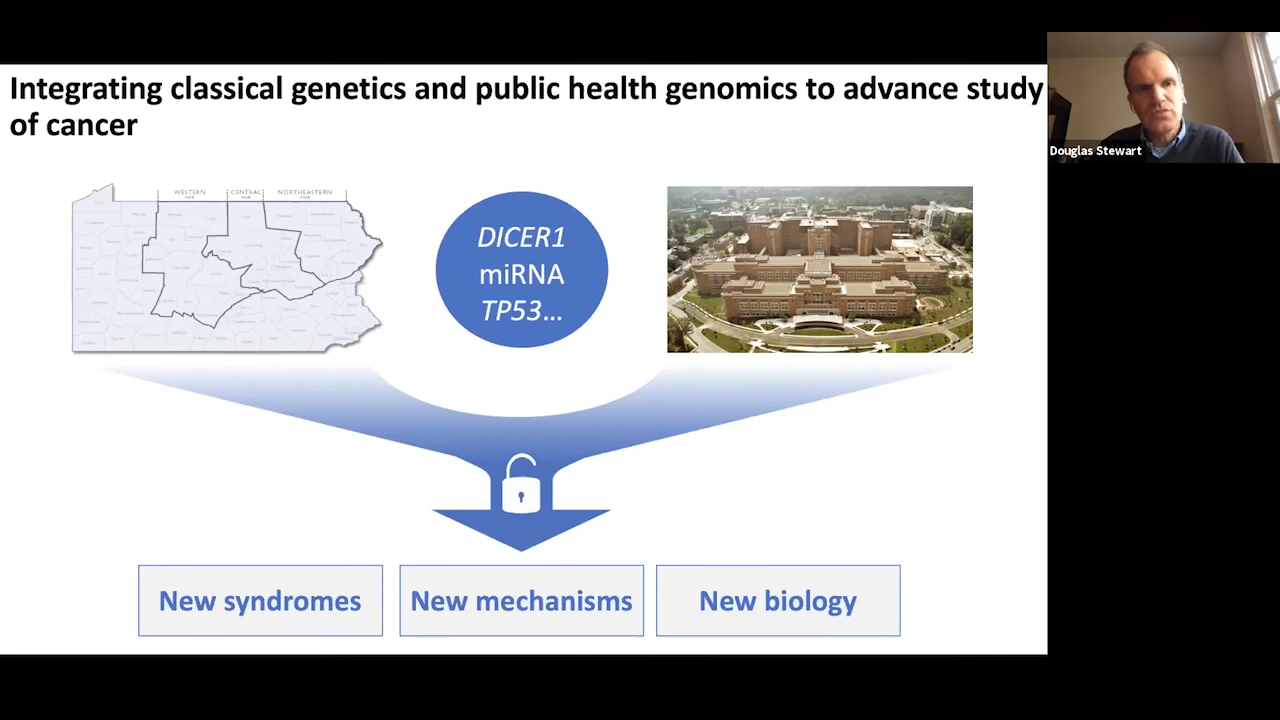 Integrating classical genetics and public health genomics to advance study
of cancer
Douglas Stewart
WESTERN
HUB
CENTRAL
HUB
NORTHEASTERN
HUB
DICER1
miRNA
TP53...
New syndromes
New mechanisms
New biology